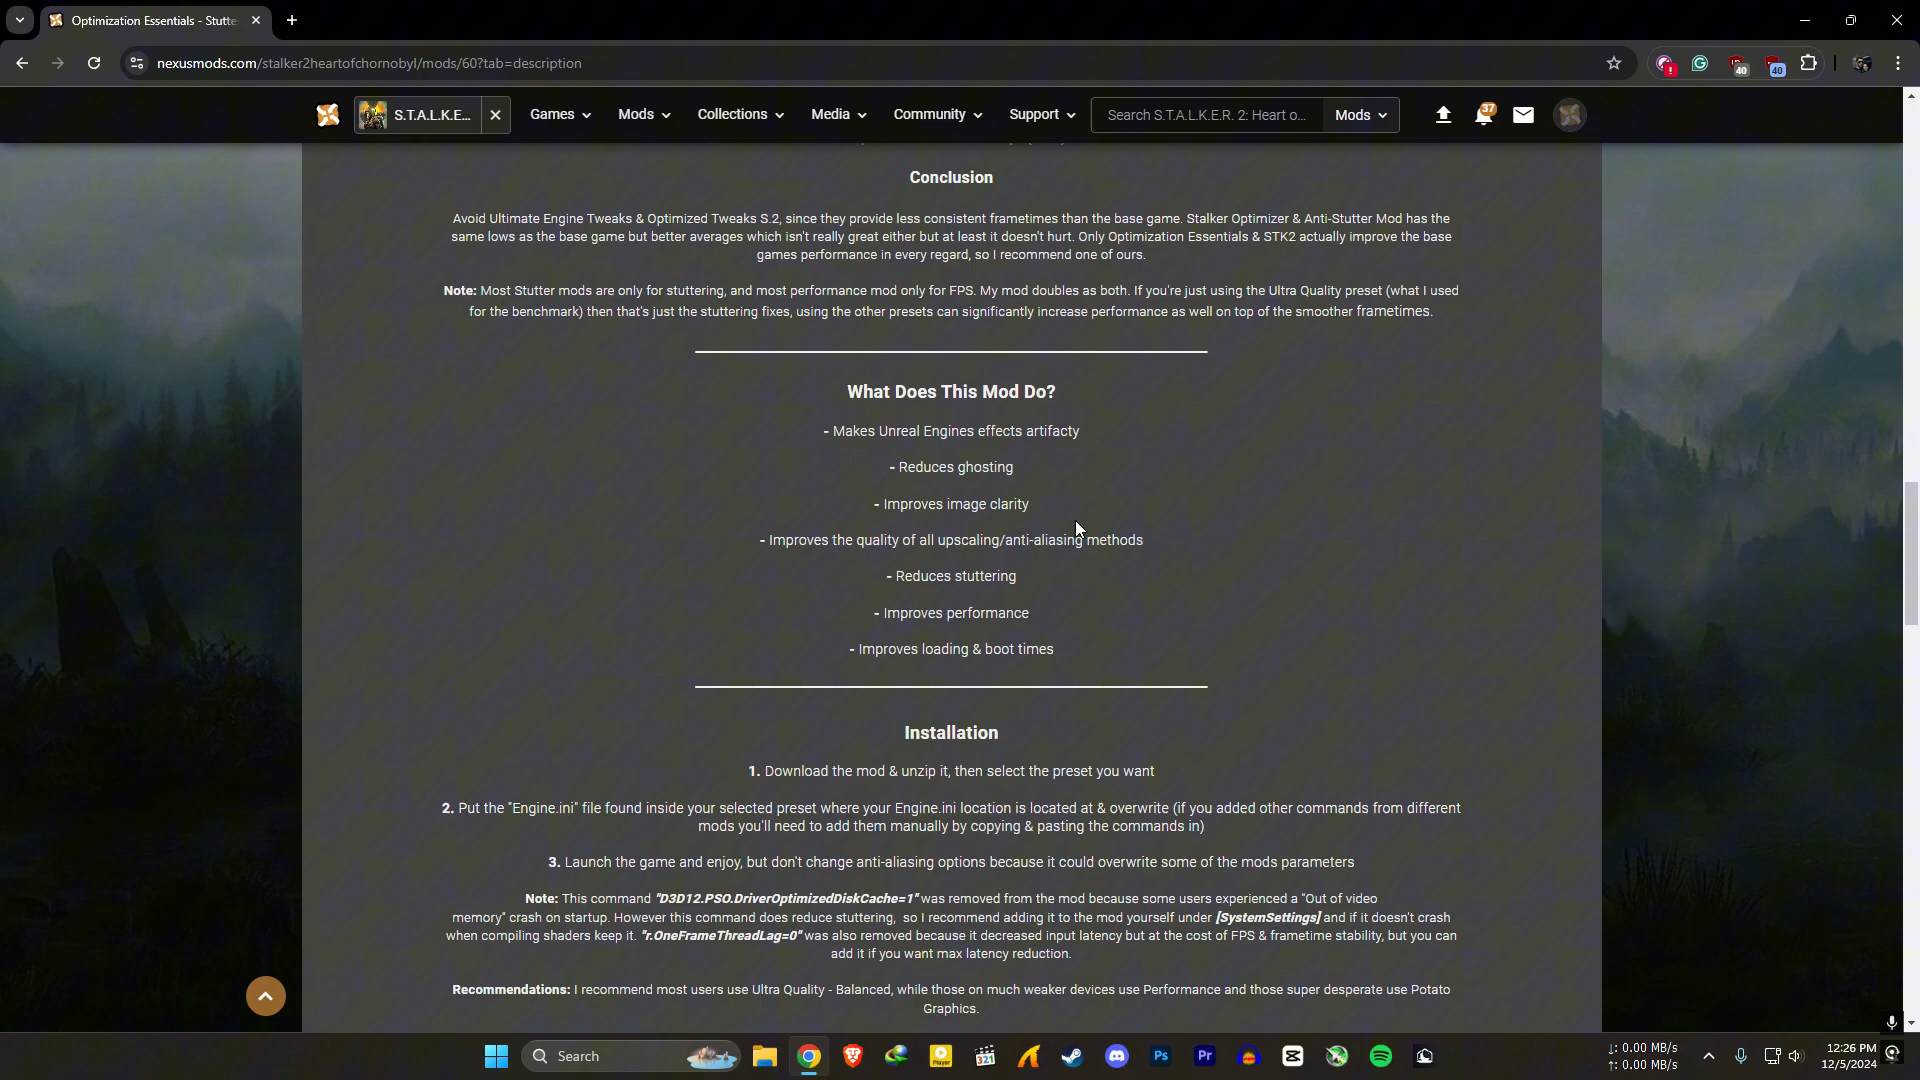 Optimization Essentials - Stutte
nexusmods.com/stalker2heartofchornobyl/mods/60?tab=description
40
40
S.T.A.L.K.E...
Games
Mods
Collections
Media
Community
Support
Search S.T.A.L.K.E.R. 2: Heart o...
Mods
37
Conclusion
Avoid Ultimate Engine Tweaks & Optimized Tweaks S.2, since they provide less consistent frametimes than the base game. Stalker Optimizer & Anti-Stutter Mod has the
same lows as the base game but better averages which isn't really great either but at least it doesn't hurt. Only Optimization Essentials & STK2 actually improve the base
games performance in every regard, so I recommend one of ours.
Note: Most Stutter mods are only for stuttering, and most performance mod only for FPS. My mod doubles as both. If you're just using the Ultra Quality preset (what I used
for the benchmark) then that's just the stuttering fixes, using the other presets can significantly increase performance as well on top of the smoother frametimes.
What Does This Mod Do?
- Makes Unreal Engines effects artifacty
- Reduces ghosting
- Improves image clarity
- Improves the quality of all upscaling/anti-aliasing methods
- Reduces stuttering
- Improves performance
- Improves loading & boot times
Installation
1. Download the mod & unzip it, then select the preset you want
2. Put the "Engine.ini" file found inside your selected preset where your Engine.ini location is located at & overwrite (if you added other commands from different
mods you'll need to add them manually by copying & pasting the commands in)
3. Launch the game and enjoy, but don't change anti-aliasing options because it could overwrite some of the mods parameters
Note: This command "D3D12.PSO.DriverOptimizedDiskCache=1" was removed from the mod because some users experienced a "Out of video
memory" crash on startup. However this command does reduce stuttering, so I recommend adding it to the mod yourself under [SystemSettings] and if it doesn't crash
when compiling shaders keep it. "r.OneFrameThreadLag=0" was also removed because it decreased input latency but at the cost of FPS & frametime stability, but you can
add it if you want max latency reduction.
Recommendations: I recommend most users use Ultra Quality - Balanced, while those on much weaker devices use Performance and those super desperate use Potato
Graphics.
Search
Player
321
Ps
Pr
↓: 0.00 MB/s
↑: 0.00 MB/s
12:26 PM
12/5/2024